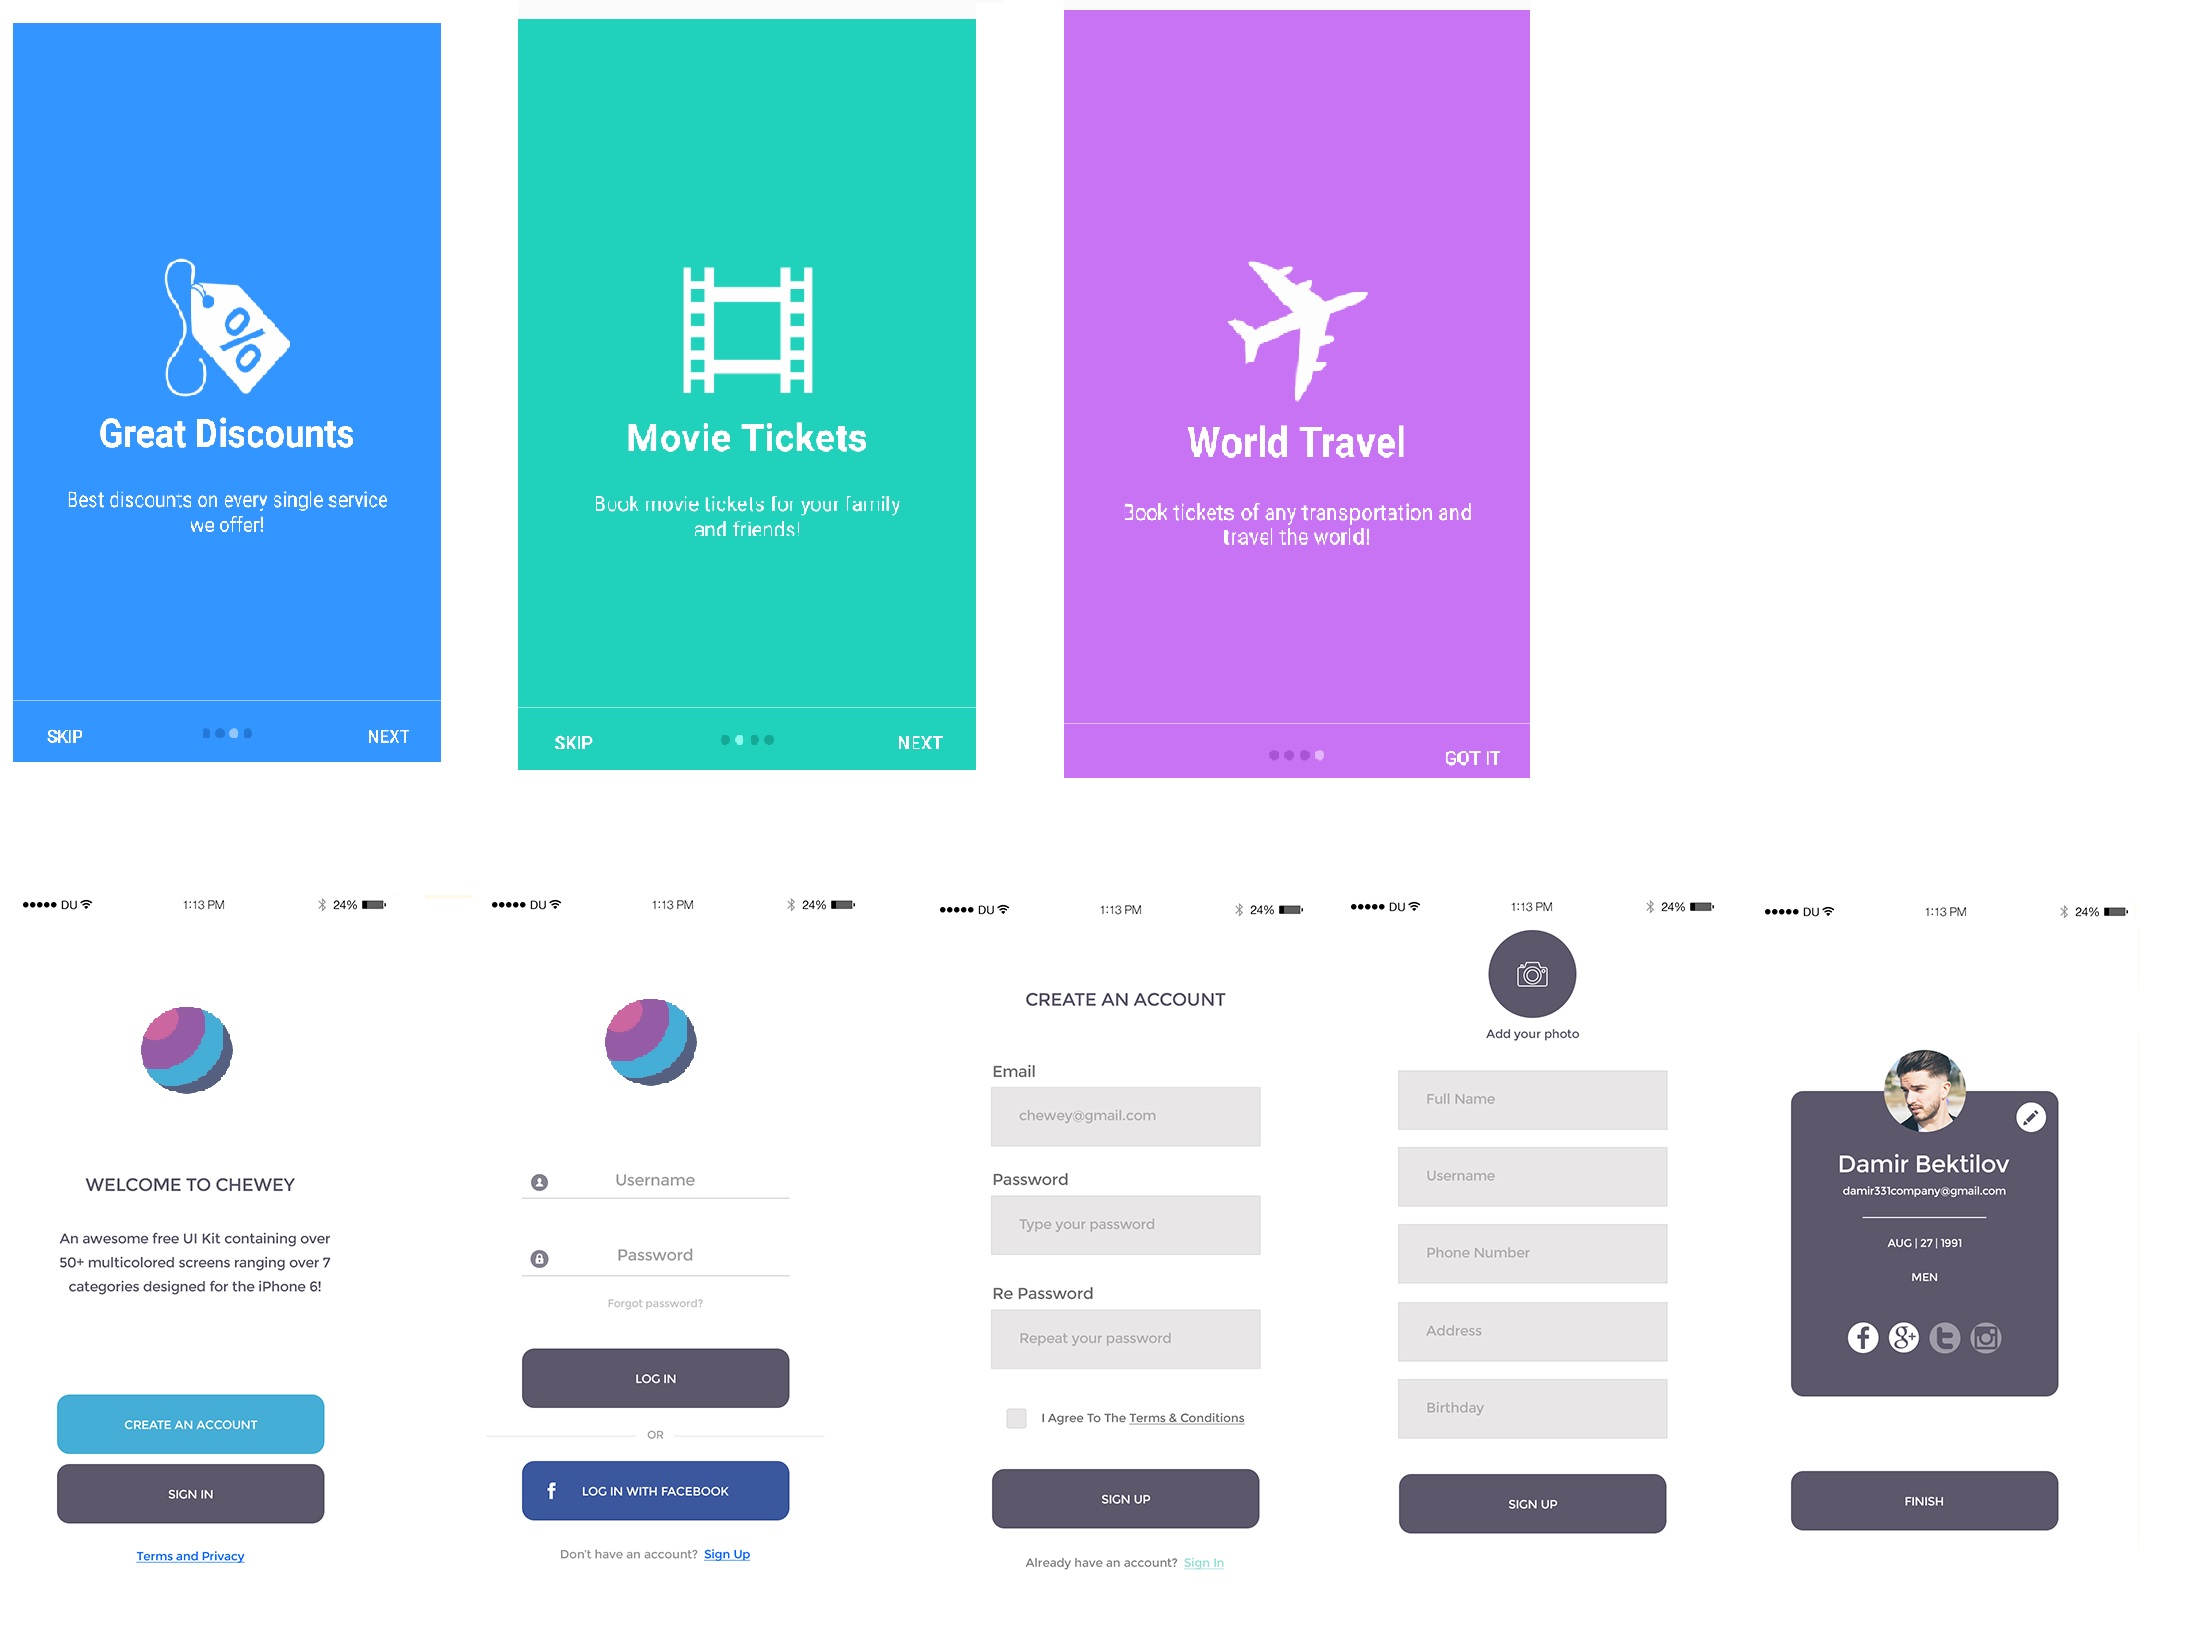 Great Discounts
Best discounts on every single service
we offer!
SKIP
NEXT
Movie Tickets
Book movie tickets for your family
and friends!
SKIP
NEXT
World Travel
Book tickets of any transportation and
travel the world!
GOT IT
DU
1:13 PM
24%
WELCOME TO CHEWEY
An awesome free UI Kit containing over
50+ multicolored screens ranging over 7
categories designed for the iPhone 6!
CREATE AN ACCOUNT
SIGN IN
Terms and Privacy
DU
1:13 PM
24%
Username
Password
Forgot password?
LOG IN
OR
f LOG IN WITH FACEBOOK
Don't have an account? Sign Up
DU
1:13 PM
24%
CREATE AN ACCOUNT
Email
chewey@gmail.com
Password
Type your password
Re Password
Repeat your password
I Agree To The Terms & Conditions
SIGN UP
Already have an account? Sign In
DU
1:13 PM
24%
Add your photo
Full Name
Username
Phone Number
Address
Birthday
SIGN UP
DU
1:13 PM
24%
Damir Bektilov
damir331company@gmail.com
AUG | 27 | 1991
MEN
f g+ t
FINISH